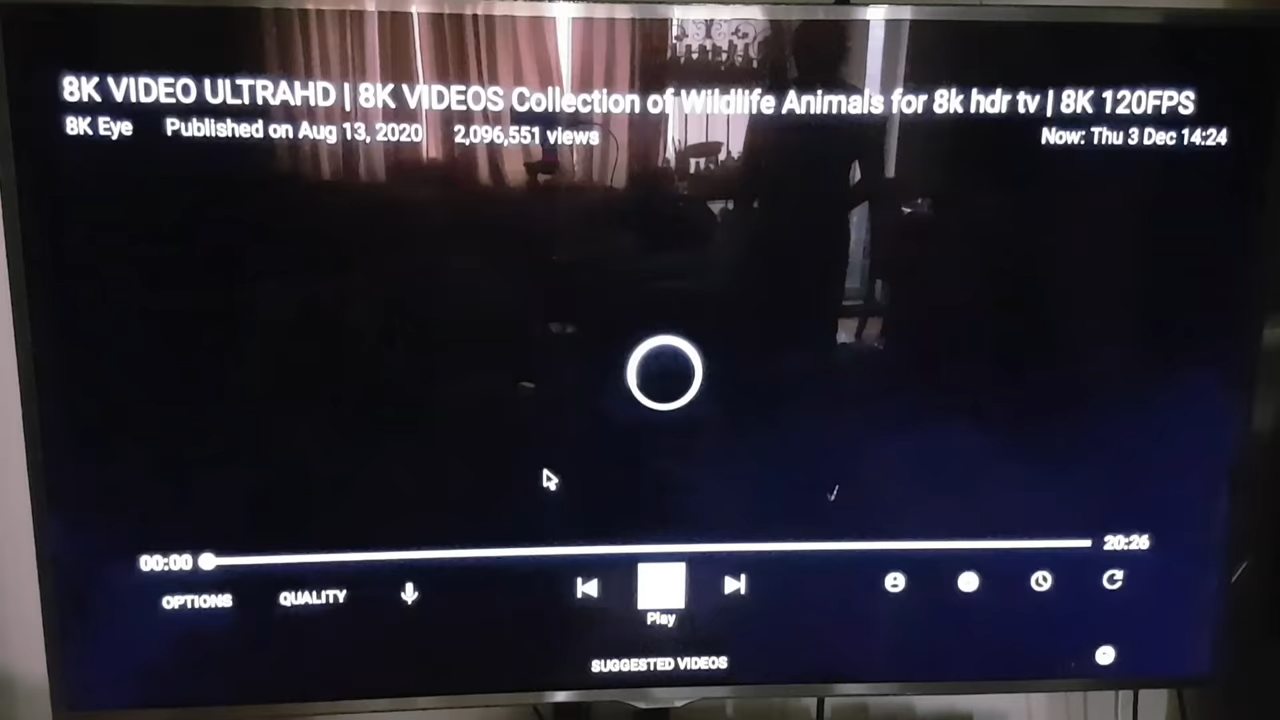 8K VIDEO ULTRAHD | 8K VIDEOS Collection of Wildlife Animals for 8k hdr tv | 8K 120FPS
8K Eye Published on Aug 13, 2020 2,096,551 views Now: Thu 3 Dec 14:24
00:00 20:26
OPTIONS QUALITY
Play
SUGGESTED VIDEOS